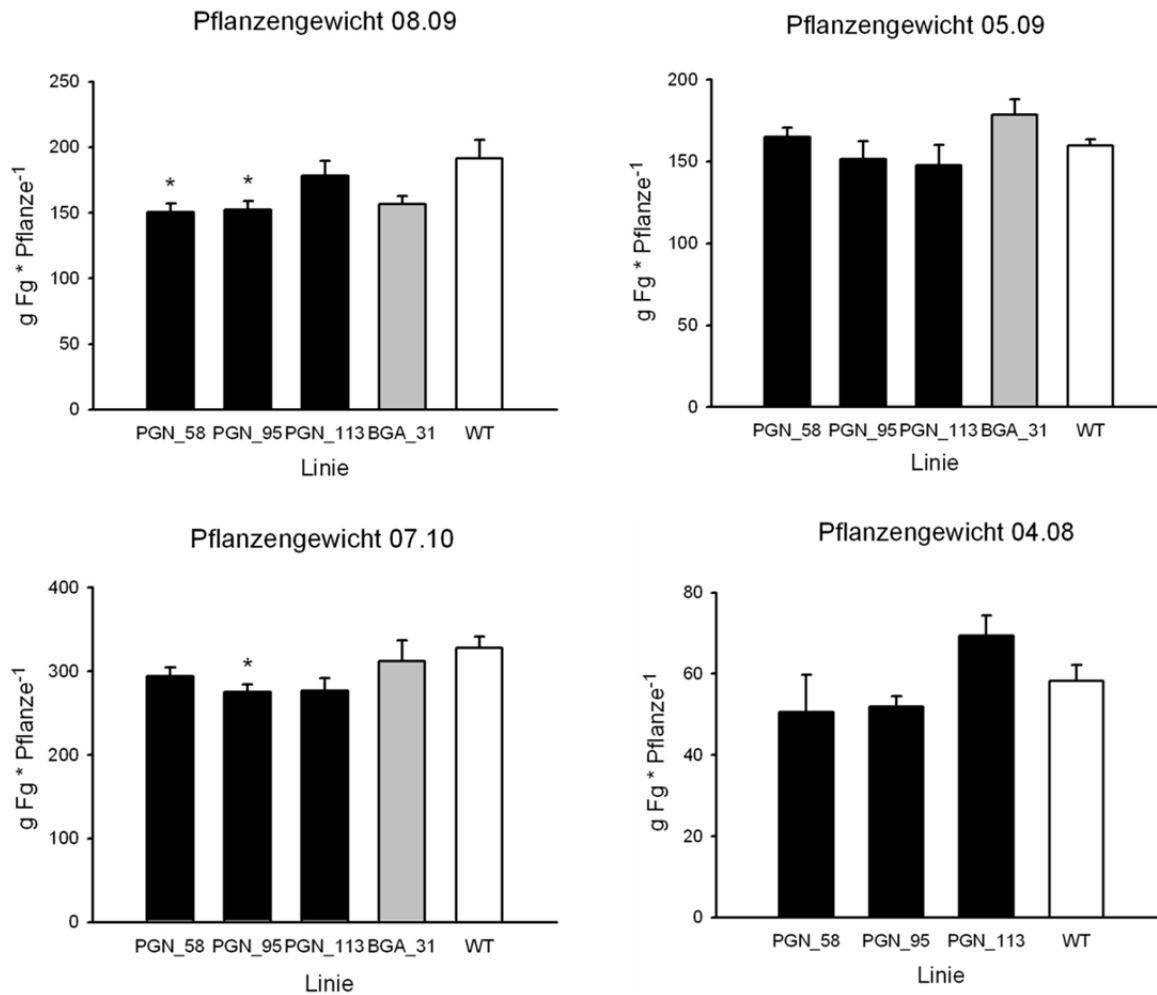 Pflanzengewicht 08.09
g Fg * Pflanze⁻¹
250
200
150
100
50
0
*
*
PGN_58 PGN_95 PGN_113 BGA_31 WT
Linie
Pflanzengewicht 05.09
g Fg * Pflanze⁻¹
200
150
100
50
0
PGN_58 PGN_95 PGN_113 BGA_31 WT
Linie
Pflanzengewicht 07.10
g Fg * Pflanze⁻¹
400
300
200
100
0
*
PGN_58 PGN_95 PGN_113 BGA_31 WT
Linie
Pflanzengewicht 04.08
g Fg * Pflanze⁻¹
80
60
40
20
0
PGN_58 PGN_95 PGN_113 WT
Linie